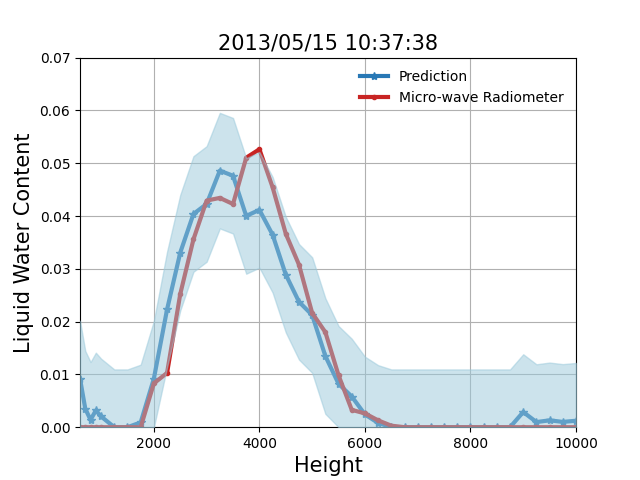 2013/05/15 10:37:38
Prediction
Micro-wave Radiometer
Liquid Water Content
0.07
0.06
0.05
0.04
0.03
0.02
0.01
0.00
2000 4000 6000 8000 10000
Height